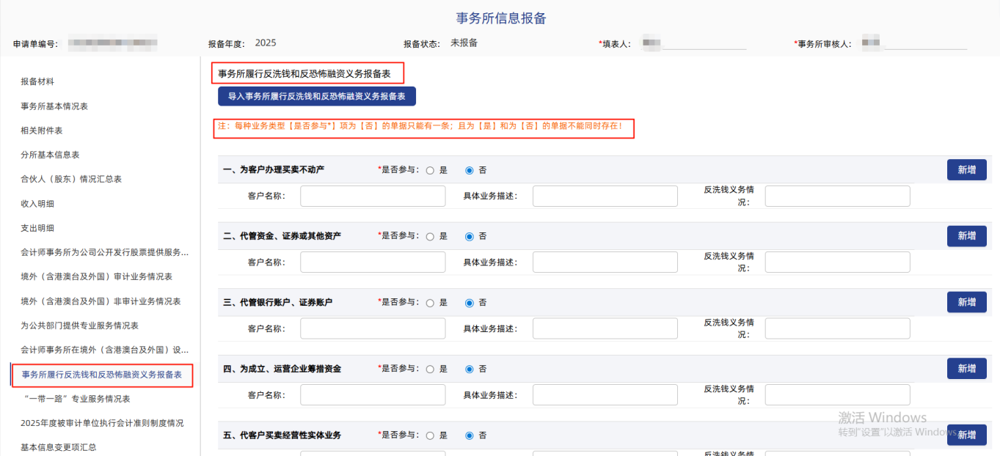 事务所信息报备
申请单编号： 报备年度： 2025 报备状态： 未报备 *填表人： *事务所审核人：
报备材料
事务所基本情况表
相关附件表
分所基本信息表
合伙人（股东）情况汇总表
收入明细
支出明细
会计师事务所为公司公开发行股票提供服务...
境外（含港澳台及外国）审计业务情况表
境外（含港澳台及外国）非审计业务情况表
为公共部门提供专业服务情况表
会计师事务所在境外（含港澳台及外国）设...
事务所履行反洗钱和反恐怖融资义务报备表
“一带一路”专业服务情况表
2025年度被审计单位执行会计准则制度情况
基本信息变更项汇总
事务所履行反洗钱和反恐怖融资义务报备表
导入事务所履行反洗钱和反恐怖融资义务报备表
注：每种业务类型【是否参与*】项为【否】的单据只能有一条；且为【是】和为【否】的单据不能同时存在！
一、为客户办理买卖不动产 *是否参与： 是 否 新增
客户名称： 具体业务描述： 反洗钱义务情
况：
二、代管资金、证券或其他资产 *是否参与： 是 否 新增
客户名称： 具体业务描述： 反洗钱义务情
况：
三、代管银行账户、证券账户 *是否参与： 是 否 新增
客户名称： 具体业务描述： 反洗钱义务情
况：
四、为成立、运营企业筹措资金 *是否参与： 是 否 新增
客户名称： 具体业务描述： 反洗钱义务情
况：
激活 Windows
转到“设置”以激活 Windows。
五、代客户买卖经营性实体业务 *是否参与： 是 否 新增
反洗钱义务情